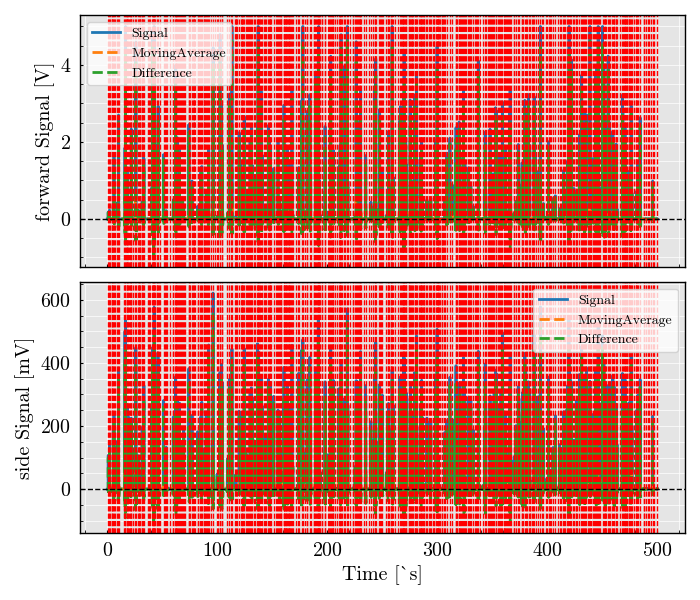 Signal
MovingAverage
Difference
4
2
0
forward Signal [V]
Signal
MovingAverage
Difference
600
400
200
0
side Signal [mV]
0 100 200 300 400 500
Time [`s]